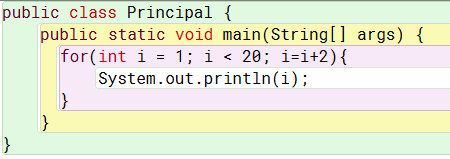 public class Principal {
public static void main(String[] args) {
for(int i = 1; i < 20; i=i+2){
System.out.println(i);
}
}
}